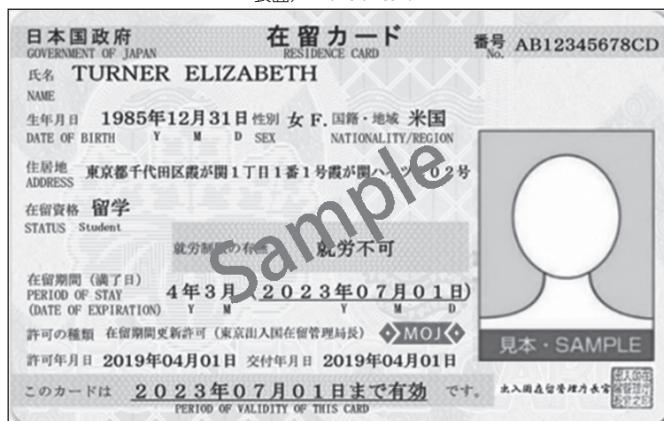 日本国政府 在留カード 番号 AB12345678CD
GOVERNMENT OF JAPAN RESIDENCE CARD No.
氏名 TURNER ELIZABETH
NAME
生年月日 1985年12月31日 性別 女 F. 国籍・地域 米国
DATE OF BIRTH Y M D SEX NATIONALITY/REGION
住居地 東京都千代田区霞が関1丁目1番1号霞が関ハイツ 02号
ADDRESS
在留資格 留学
STATUS Student
Sample
就労制限の有無 就労不可
在留期間(満了日)
PERIOD OF STAY 4年3月(2023年07月01日)
(DATE OF EXPIRATION) Y M Y M D
許可の種類 在留期間更新許可(東京出入国在留管理局長) MOJ
見本・SAMPLE
許可年月日 2019年04月01日 交付年月日 2019年04月01日
このカードは 2023年07月01日まで有効 です。 出入国在留管理庁長官
PERIOD OF VALIDITY OF THIS CARD